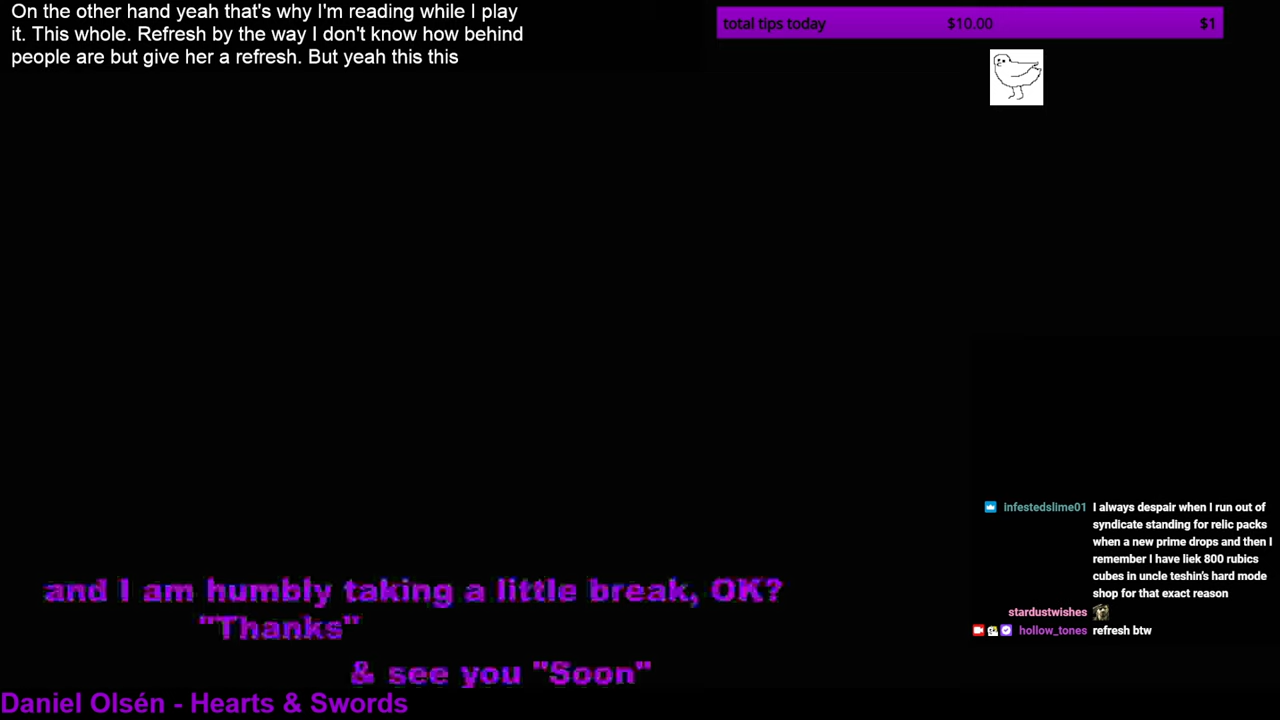 On the other hand yeah that's why I'm reading while I play
it. This whole. Refresh by the way I don't know how behind
people are but give her a refresh. But yeah this this
total tips today $10.00 $1
infestedslime01 I always despair when I run out of
syndicate standing for relic packs
when a new prime drops and then I
remember I have liek 800 rubics
cubes in uncle teshin's hard mode
shop for that exact reason
stardustwishes
hollow_tones refresh btw
and I am humbly taking a little break, OK?
"Thanks"
& see you "Soon"
Daniel Olsén - Hearts & Swords